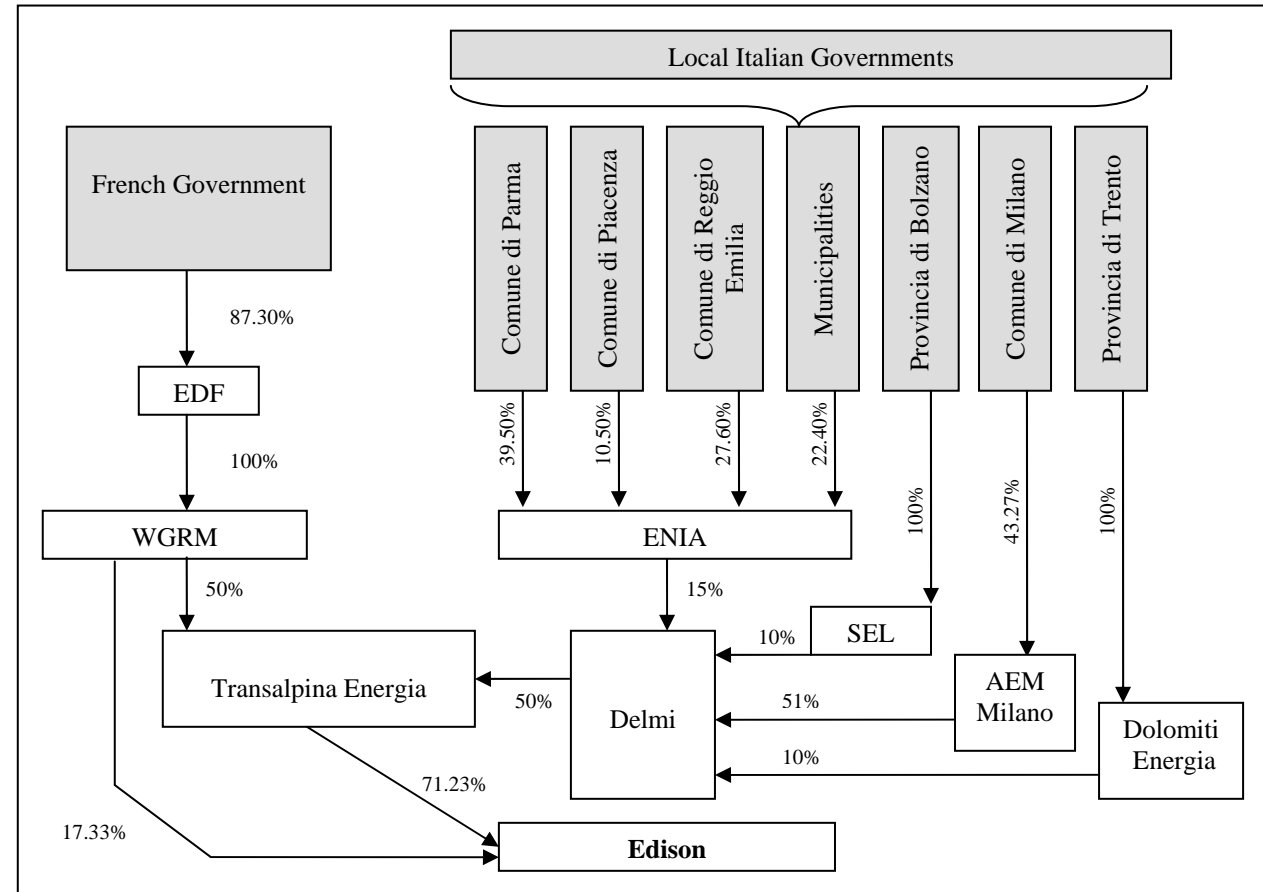 Local Italian Governments
French Government
Comune di Parma
Comune di Piacenza
Comune di Reggio
Emilia
Municipalities
Provincia di Bolzano
Comune di Milano
Provincia di Trento
87.30%
EDF
39.50%
10.50%
27.60%
22.40%
100%
100%
43.27%
100%
WGRM
ENIA
50%
15%
SEL
10%
Transalpina Energia
50%
Delmi
51%
AEM
Milano
Dolomiti
Energia
10%
71.23%
17.33%
Edison